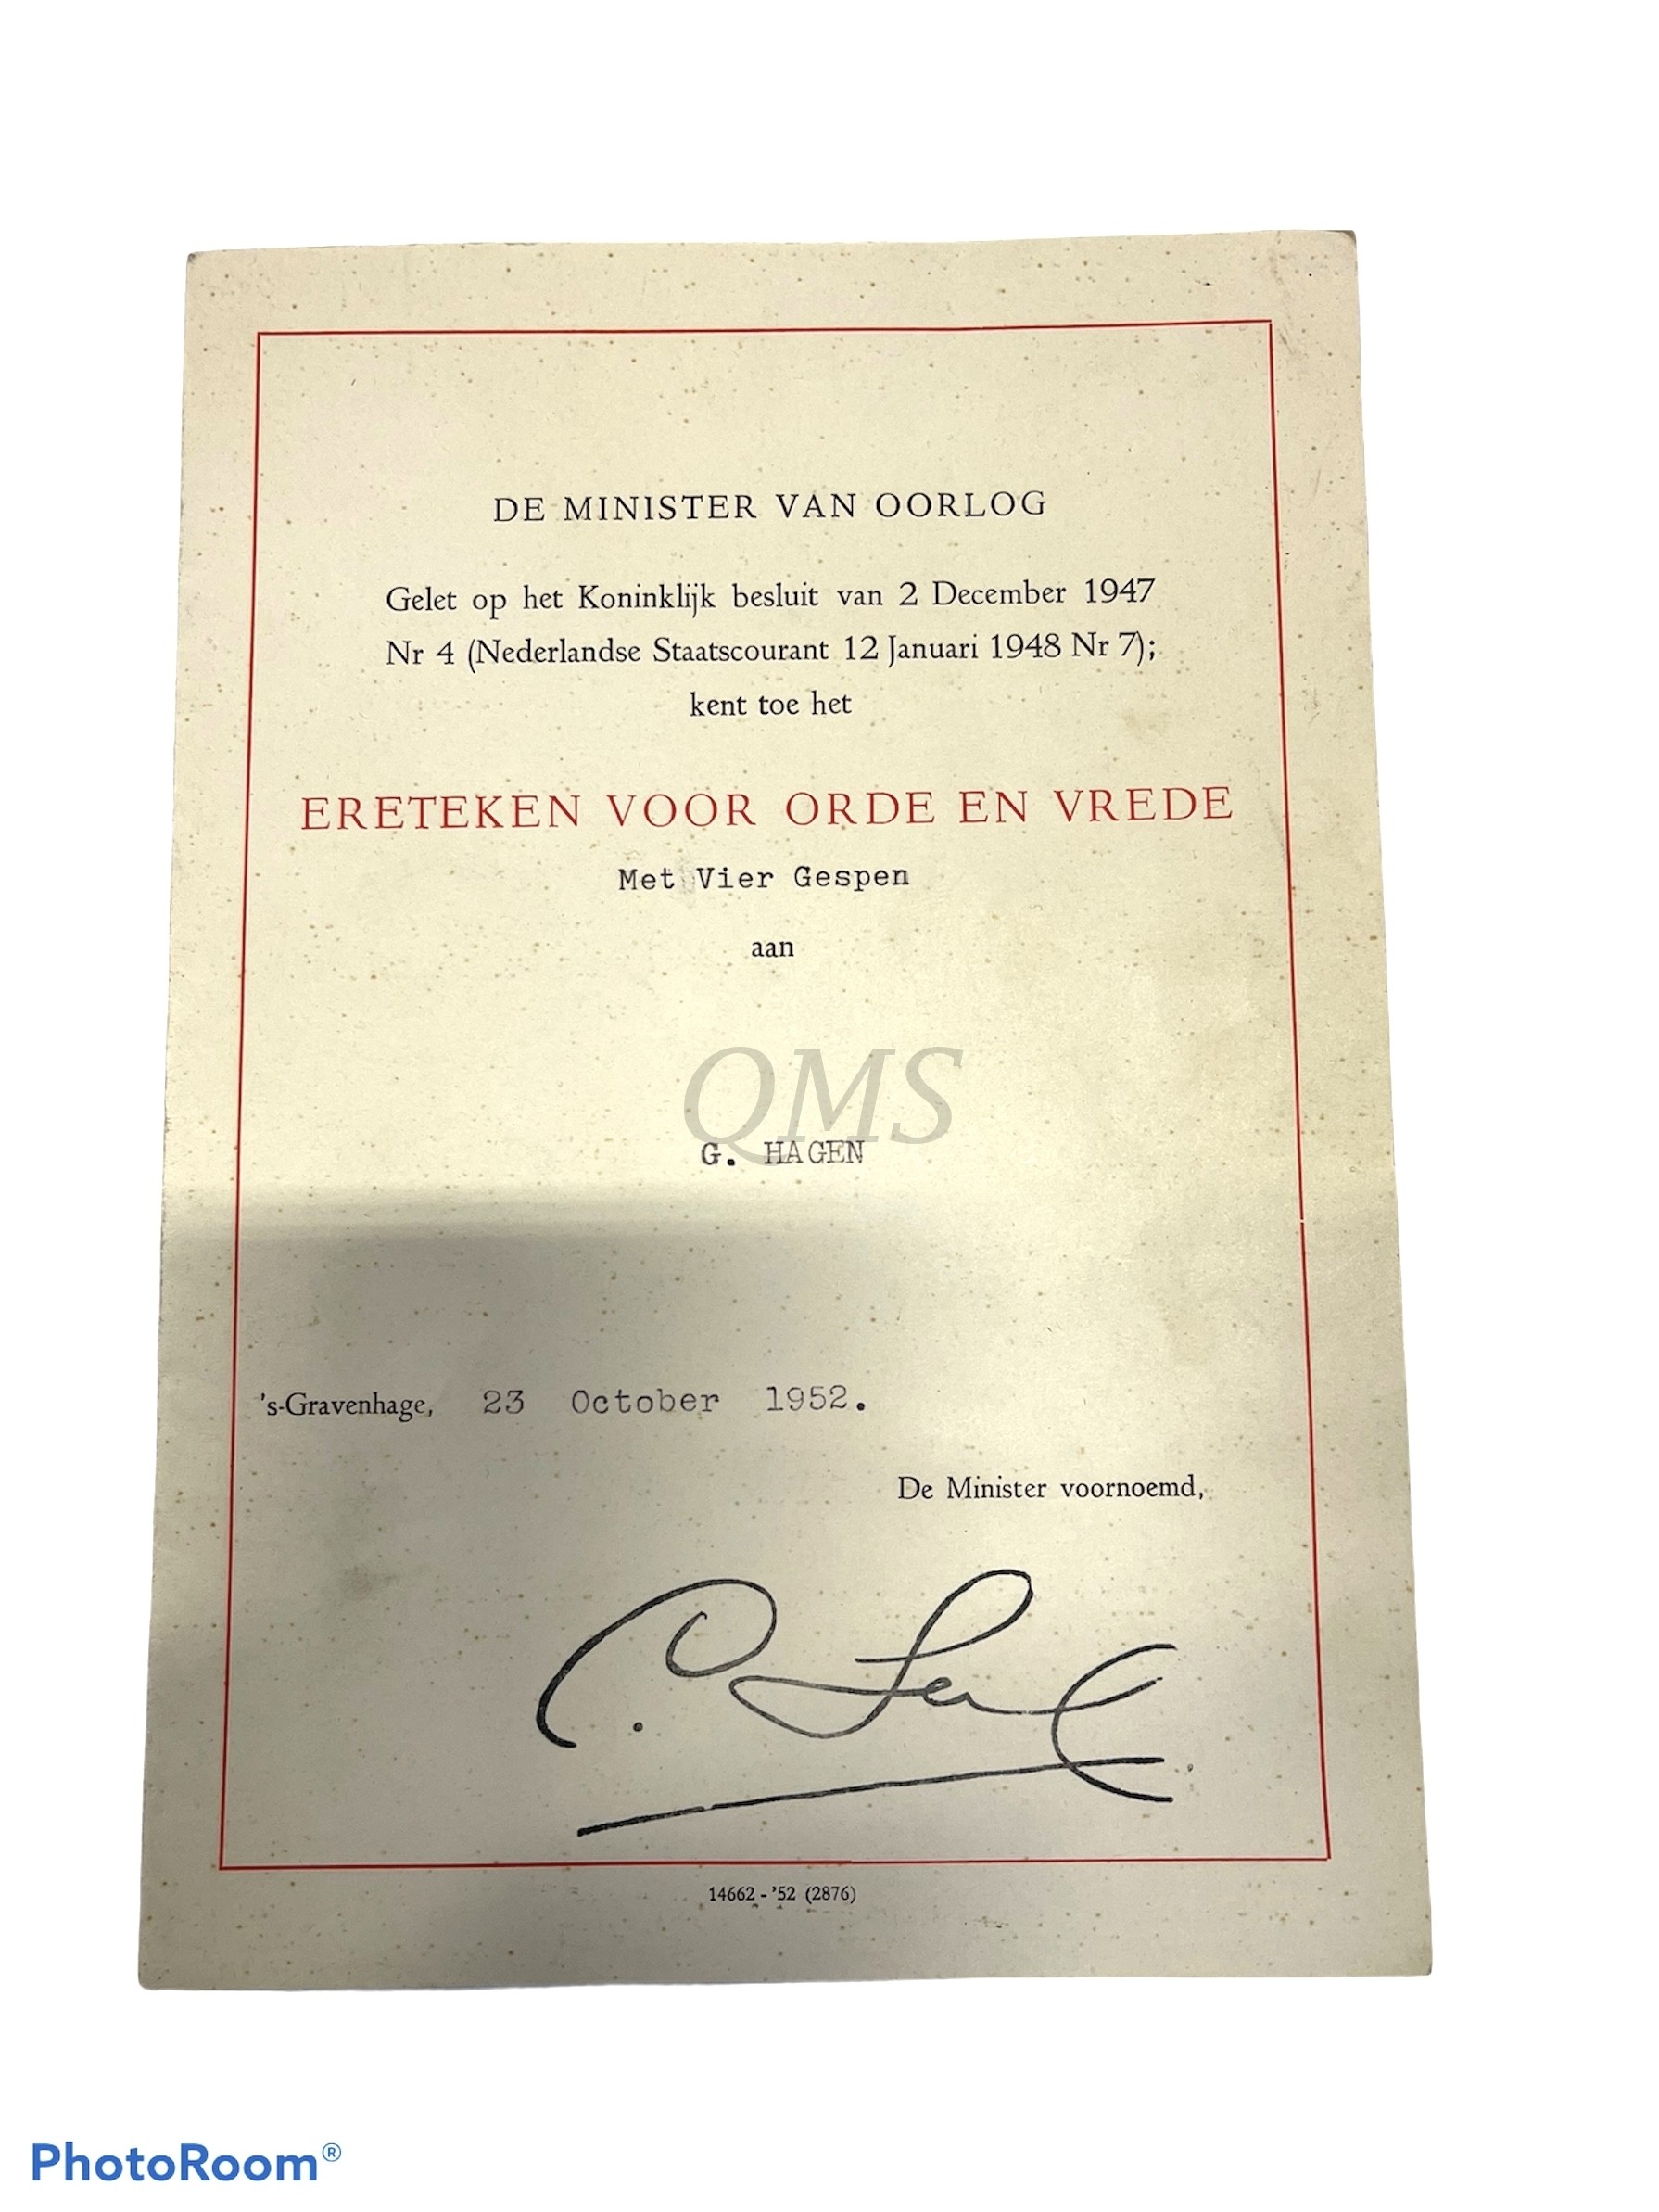 DE MINISTER VAN OORLOG
Gelet op het Koninklijk besluit van 2 December 1947
Nr 4 (Nederlandse Staatscourant 12 Januari 1948 Nr 7);
kent toe het
ERETEKEN VOOR ORDE EN VREDE
Met Vier Gespen
aan
QMS
G. HAGEN
's-Gravenhage, 23 October 1952.
De Minister voornoemd,
14662 - '52 (2876)
PhotoRoom®